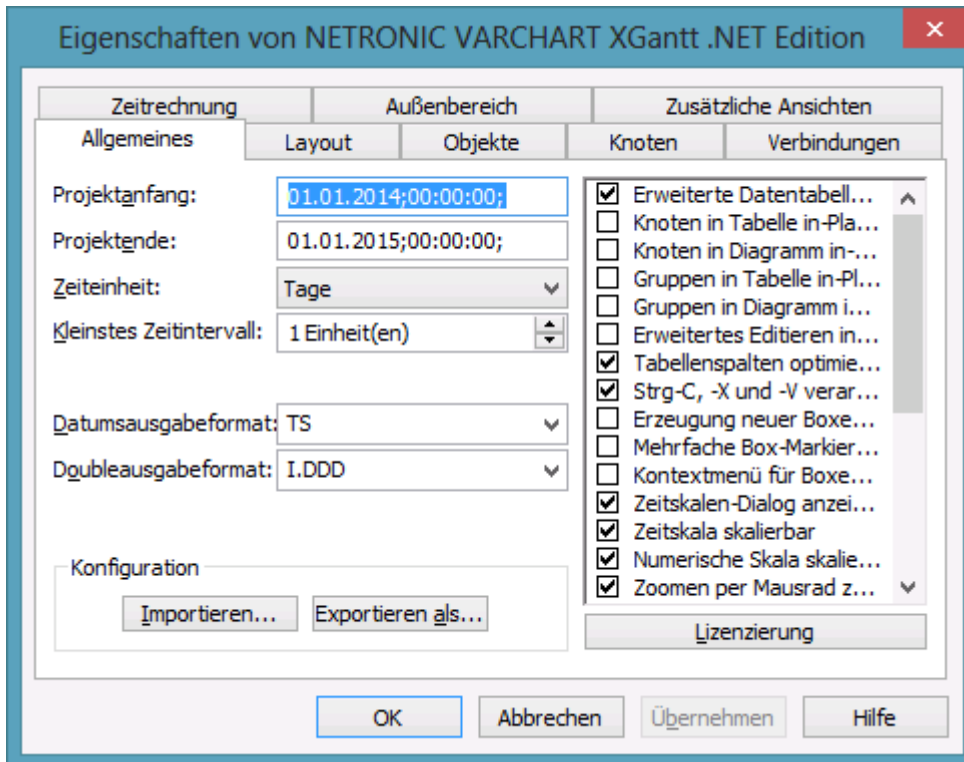 Eigenschaften von NETRONIC VARCHART XGantt .NET Edition
Zeitrechnung Außenbereich Zusätzliche Ansichten
Allgemeines Layout Objekte Knoten Verbindungen
Projektanfang: 01.01.2014;00:00:00;
Projektende: 01.01.2015;00:00:00;
Zeiteinheit: Tage
Kleinstes Zeitintervall: 1 Einheit(en)
Datumsausgabeformat: TS
Doubleausgabeformat: I.DDD
Konfiguration
Importieren... Exportieren als...
Erweiterte Datentabell...
Knoten in Tabelle in-Pla...
Knoten in Diagramm in-...
Gruppen in Tabelle in-Pl...
Gruppen in Diagramm i...
Erweitertes Editieren in...
Tabellenspalten optimie...
Strg-C, -X und -V verar...
Erzeugung neuer Boxe...
Mehrfache Box-Markier...
Kontextmenü für Boxe...
Zeitskalen-Dialog anzei...
Zeitskala skalierbar
Numerische Skala skalie...
Zoomen per Mausrad z...
Lizenzierung
OK Abbrechen Übernehmen Hilfe